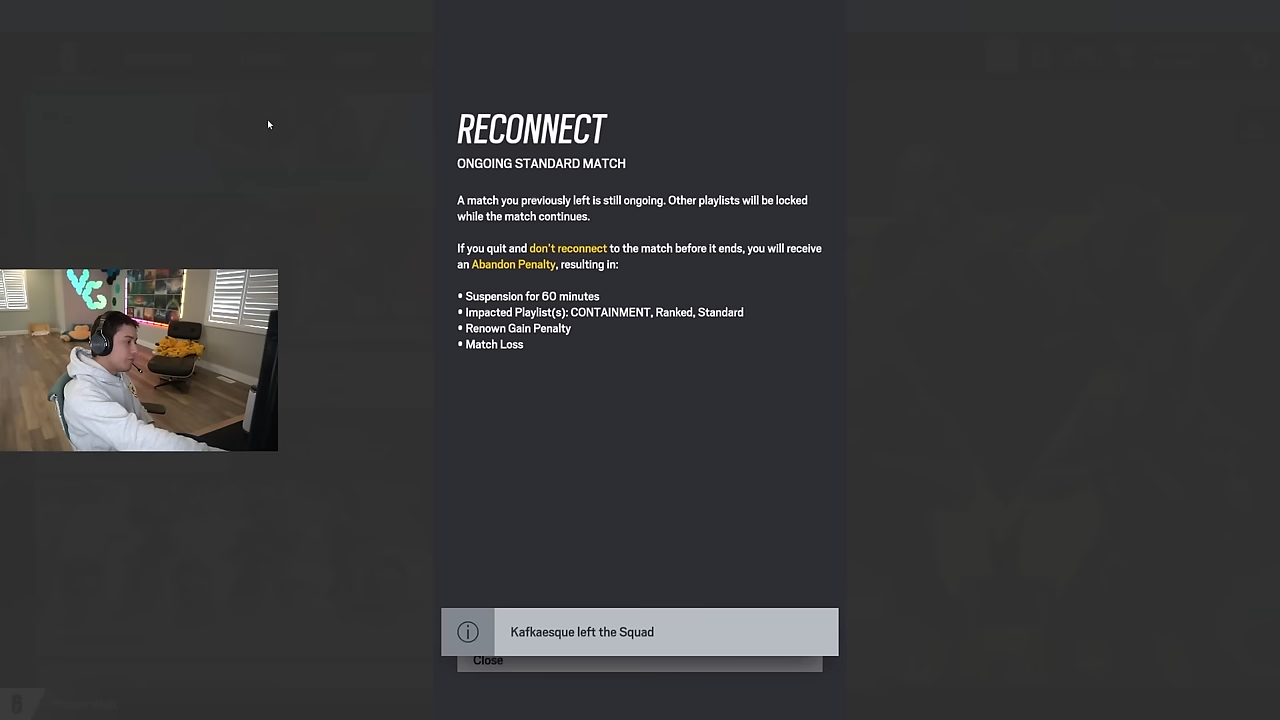 RECONNECT
ONGOING STANDARD MATCH
A match you previously left is still ongoing. Other playlists will be locked
while the match continues.
If you quit and don't reconnect to the match before it ends, you will receive
an Abandon Penalty, resulting in:
• Suspension for 60 minutes
• Impacted Playlist(s): CONTAINMENT, Ranked, Standard
• Renown Gain Penalty
• Match Loss
Kafkaesque left the Squad
Close